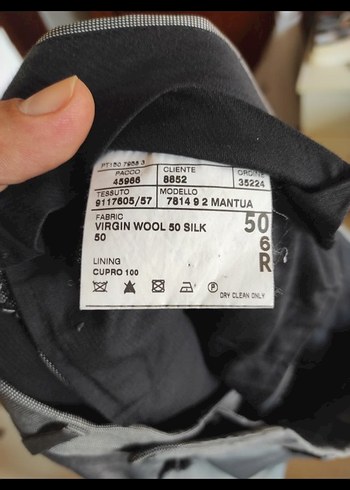 PT150.7958 3
PACCO CLIENTE ORDINE
45966 8852 35224
TESSUTO MODELLO
9117605/57 7814 9 2 MANTUA
FABRIC 50
VIRGIN WOOL 50 SILK
50 6
R
LINING
CUPRO 100
P
DRY CLEAN ONLY